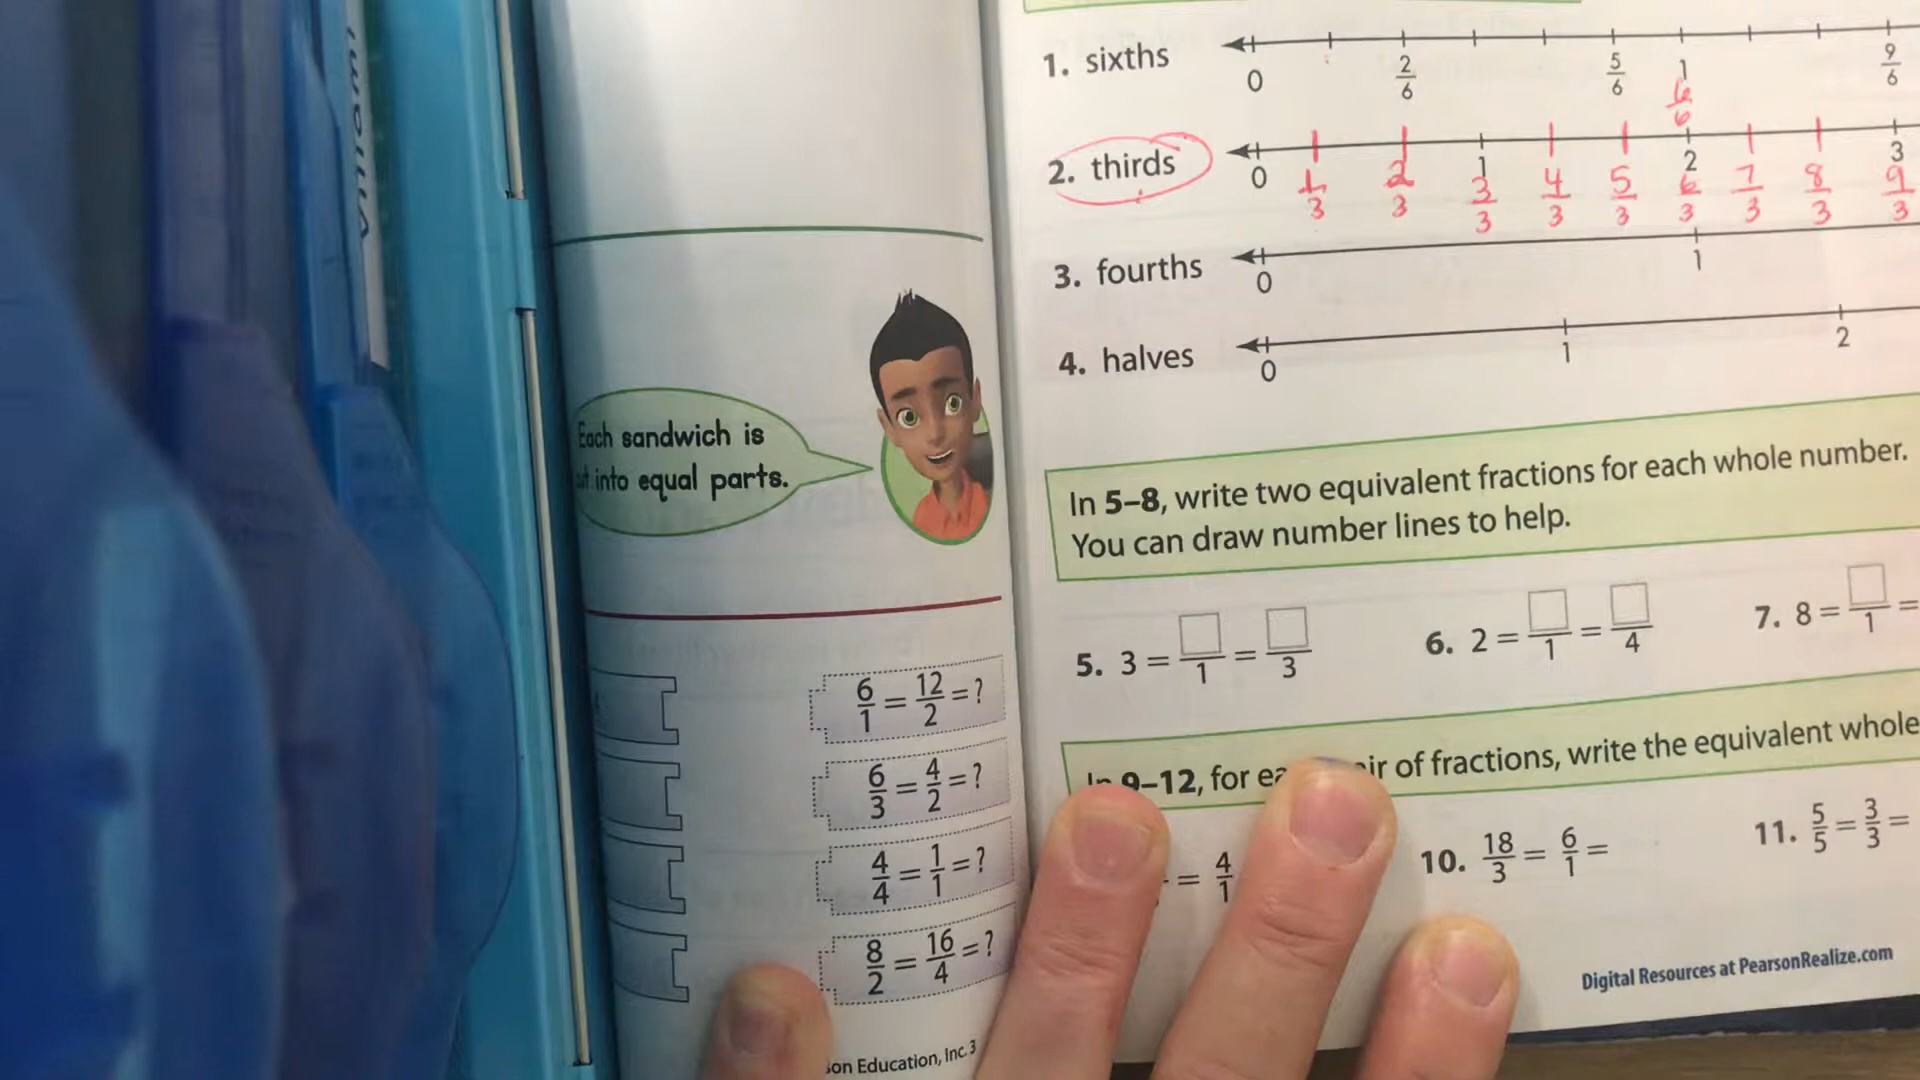 Each sandwich is
into equal parts.
6/1 = 12/2 = ?
6/3 = 4/2 = ?
4/4 = 1/1 = ?
8/2 = 16/4 = ?
Education, Inc. 3
1. sixths
0 2/6 5/6 1 9/6
6/6
2. thirds
0 1 2 3
1/3 2/3 3/3 4/3 5/3 6/3 7/3 8/3 9/3
3. fourths
0 1
4. halves
0 1 2
In 5–8, write two equivalent fractions for each whole number.
You can draw number lines to help.
5. 3 = □/1 = □/3
6. 2 = □/1 = □/4
7. 8 = □/1 =
In 9–12, for of fractions, write the equivalent whole
= 4/1
10. 18/3 = 6/1 =
11. 5/5 = 3/3 =
Digital Resources at PearsonRealize.com